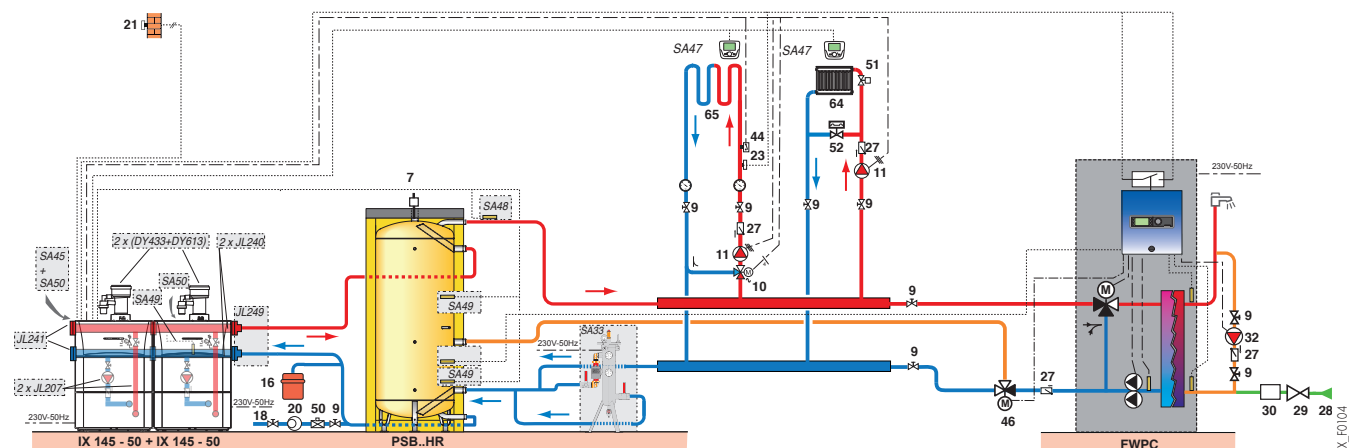 21
SA47
SA47
51
65
64
44
23
52
27
11
7
SA48
9
9
9
9
27
11
10
230V-50Hz
M
2 x (DY433+DY613)
2 x JL240
SA45
+
SA50
SA49
SA50
JL249
JL241
2 x JL207
SA49
SA49
SA33
230V-50Hz
9
9
M
M
46
27
9
32
27
9
16
18
20
50
9
30
29
28
230V-50Hz
230V-50Hz
IX 145 - 50 + IX 145 - 50
PSB..HR
FWPC
IX_F0104